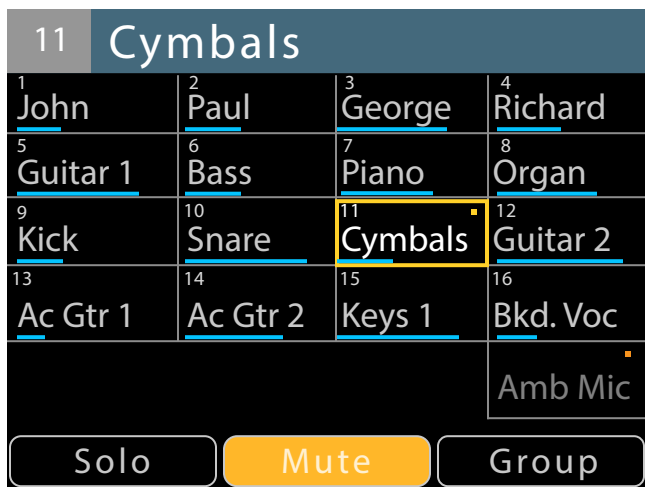 11 Cymbals
1 2 3 4
John Paul George Richard
5 6 7 8
Guitar 1 Bass Piano Organ
9 10 11 12
Kick Snare Cymbals Guitar 2
13 14 15 16
Ac Gtr 1 Ac Gtr 2 Keys 1 Bkd. Voc
Amb Mic
Solo Mute Group